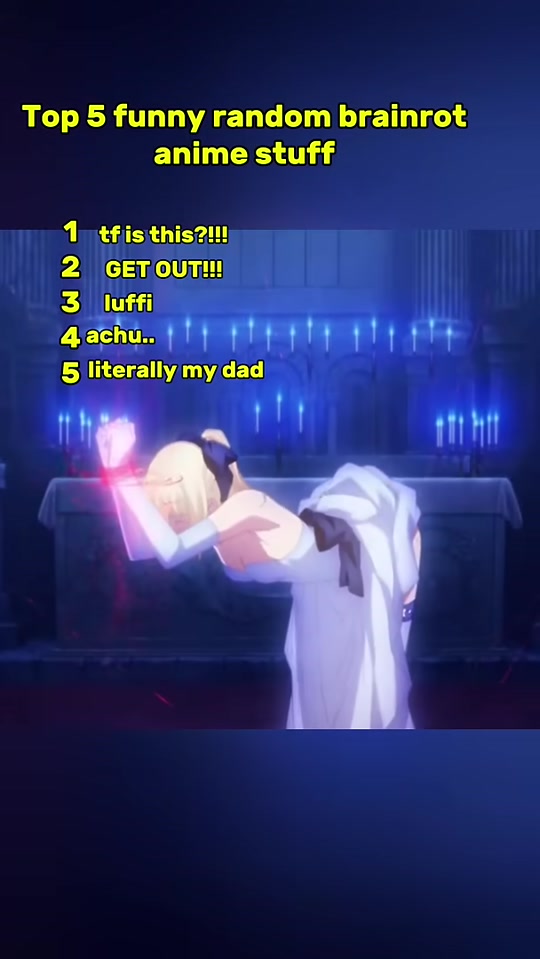 Top 5 funny random brainrot
anime stuff
1 tf is this?!!!
2 GET OUT!!!
3 luffi
4 achu..
5 literally my dad